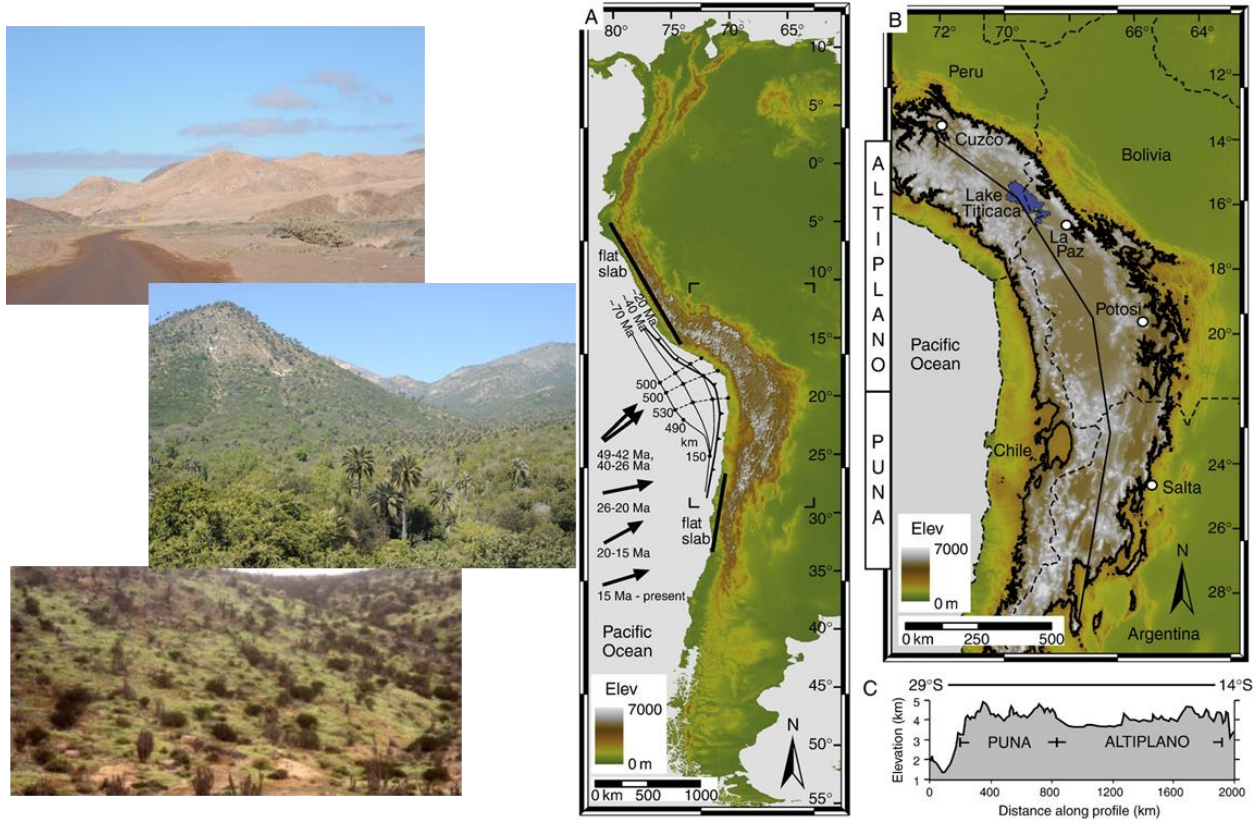 A
80° 75° 70° 65°
10°
5°
0°
5°
flat
slab
10°
~20 Ma
~40 Ma
~70 Ma
15°
500
500
530
490
km
150
20°
49-42 Ma,
40-26 Ma
25°
26-20 Ma
flat
slab
30°
20-15 Ma
15 Ma - present
35°
Pacific
Ocean
40°
Elev
7000
0 m
45°
N
50°
0 km 500 1000
55°
B
72° 70° 66° 64°
Peru
12°
Cuzco
14°
Bolivia
Lake
Titicaca
16°
La
Paz
18°
Potosi
20°
Pacific
Ocean
22°
Chile
24°
Salta
Elev
7000
0 m
26°
N
28°
0 km 250 500
Argentina
ALTIPLANO
PUNA
C
29°S 14°S
Elevation (km)
5
4
3
2
1
PUNA ALTIPLANO
0 400 800 1200 1600 2000
Distance along profile (km)